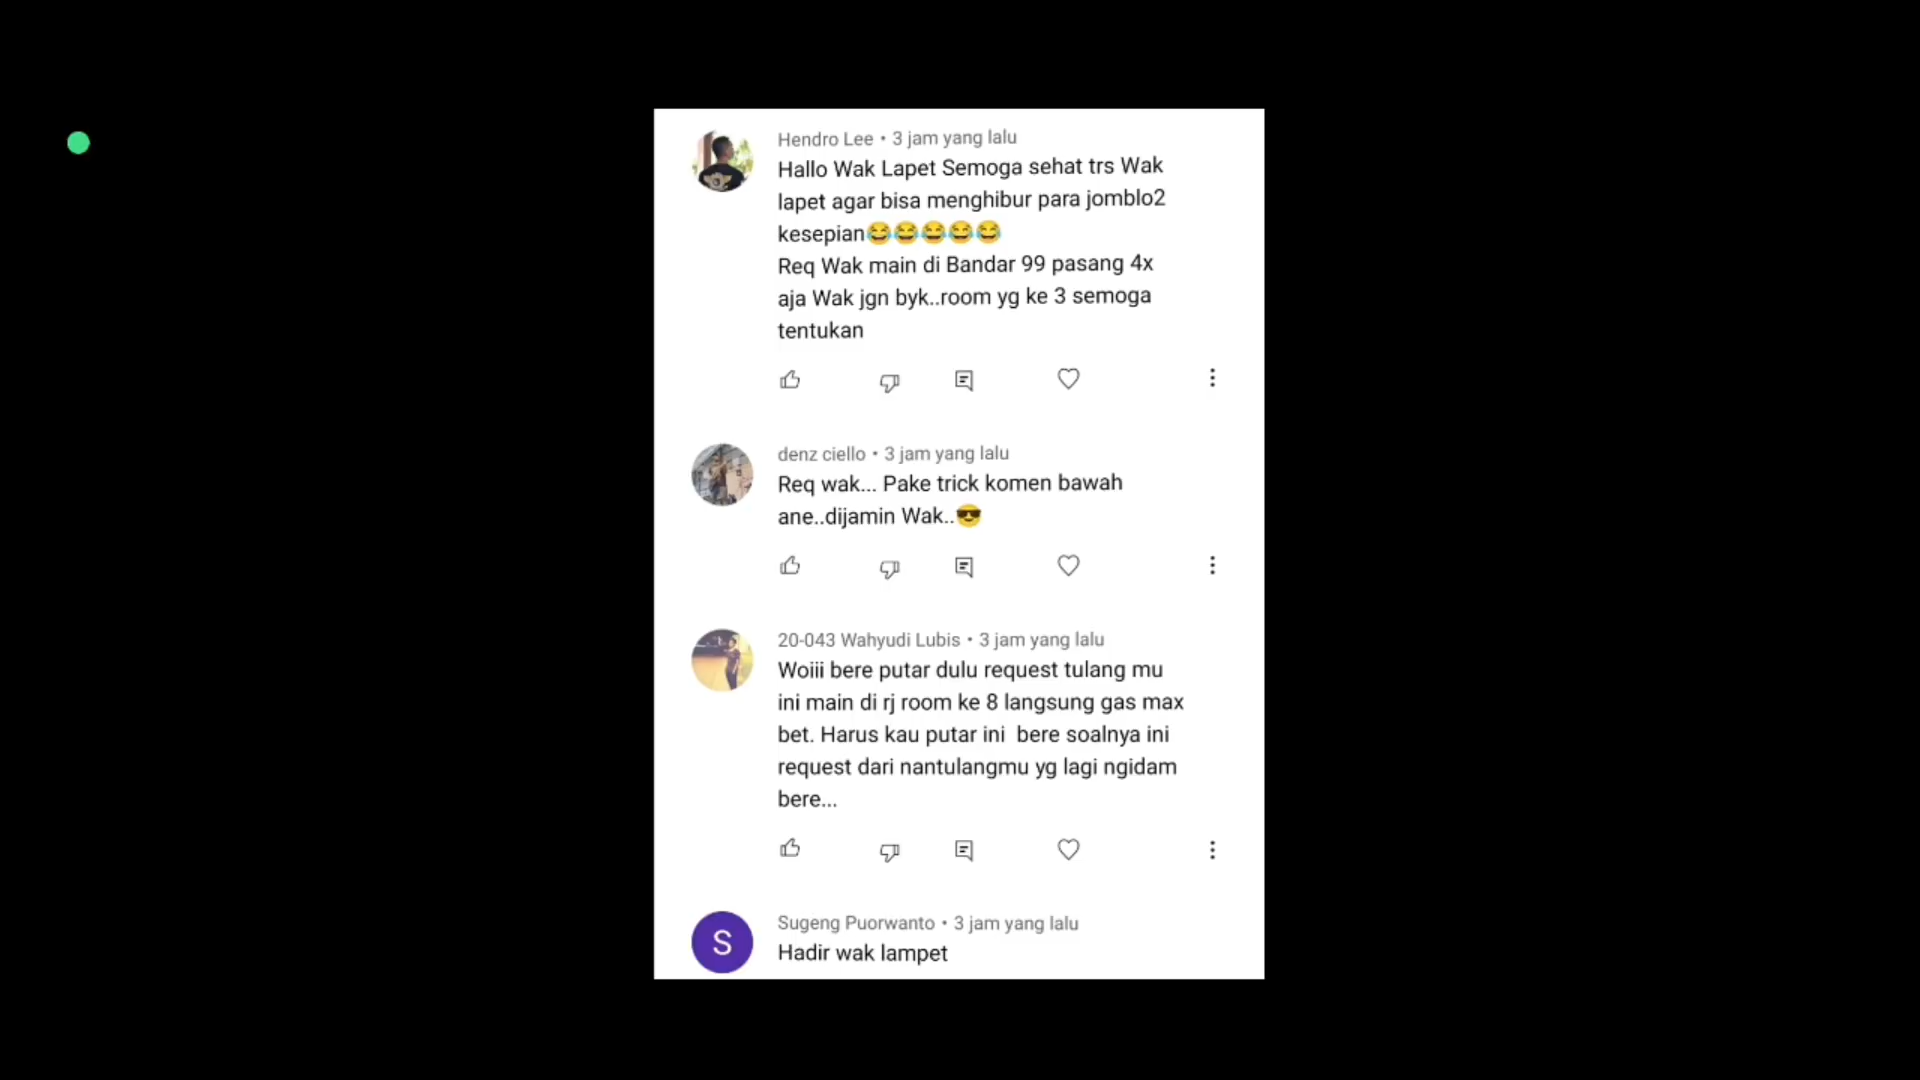 Hendro Lee • 3 jam yang lalu
Hallo Wak Lapet Semoga sehat trs Wak
lapet agar bisa menghibur para jomblo2
kesepian😂😂😂😂😂
Req Wak main di Bandar 99 pasang 4x
aja Wak jgn byk..room yg ke 3 semoga
tentukan
denz ciello • 3 jam yang lalu
Req wak... Pake trick komen bawah
ane..dijamin Wak..😎
20-043 Wahyudi Lubis • 3 jam yang lalu
Woiii bere putar dulu request tulang mu
ini main di rj room ke 8 langsung gas max
bet. Harus kau putar ini  bere soalnya ini
request dari nantulangmu yg lagi ngidam
bere...
S
Sugeng Puorwanto • 3 jam yang lalu
Hadir wak lampet